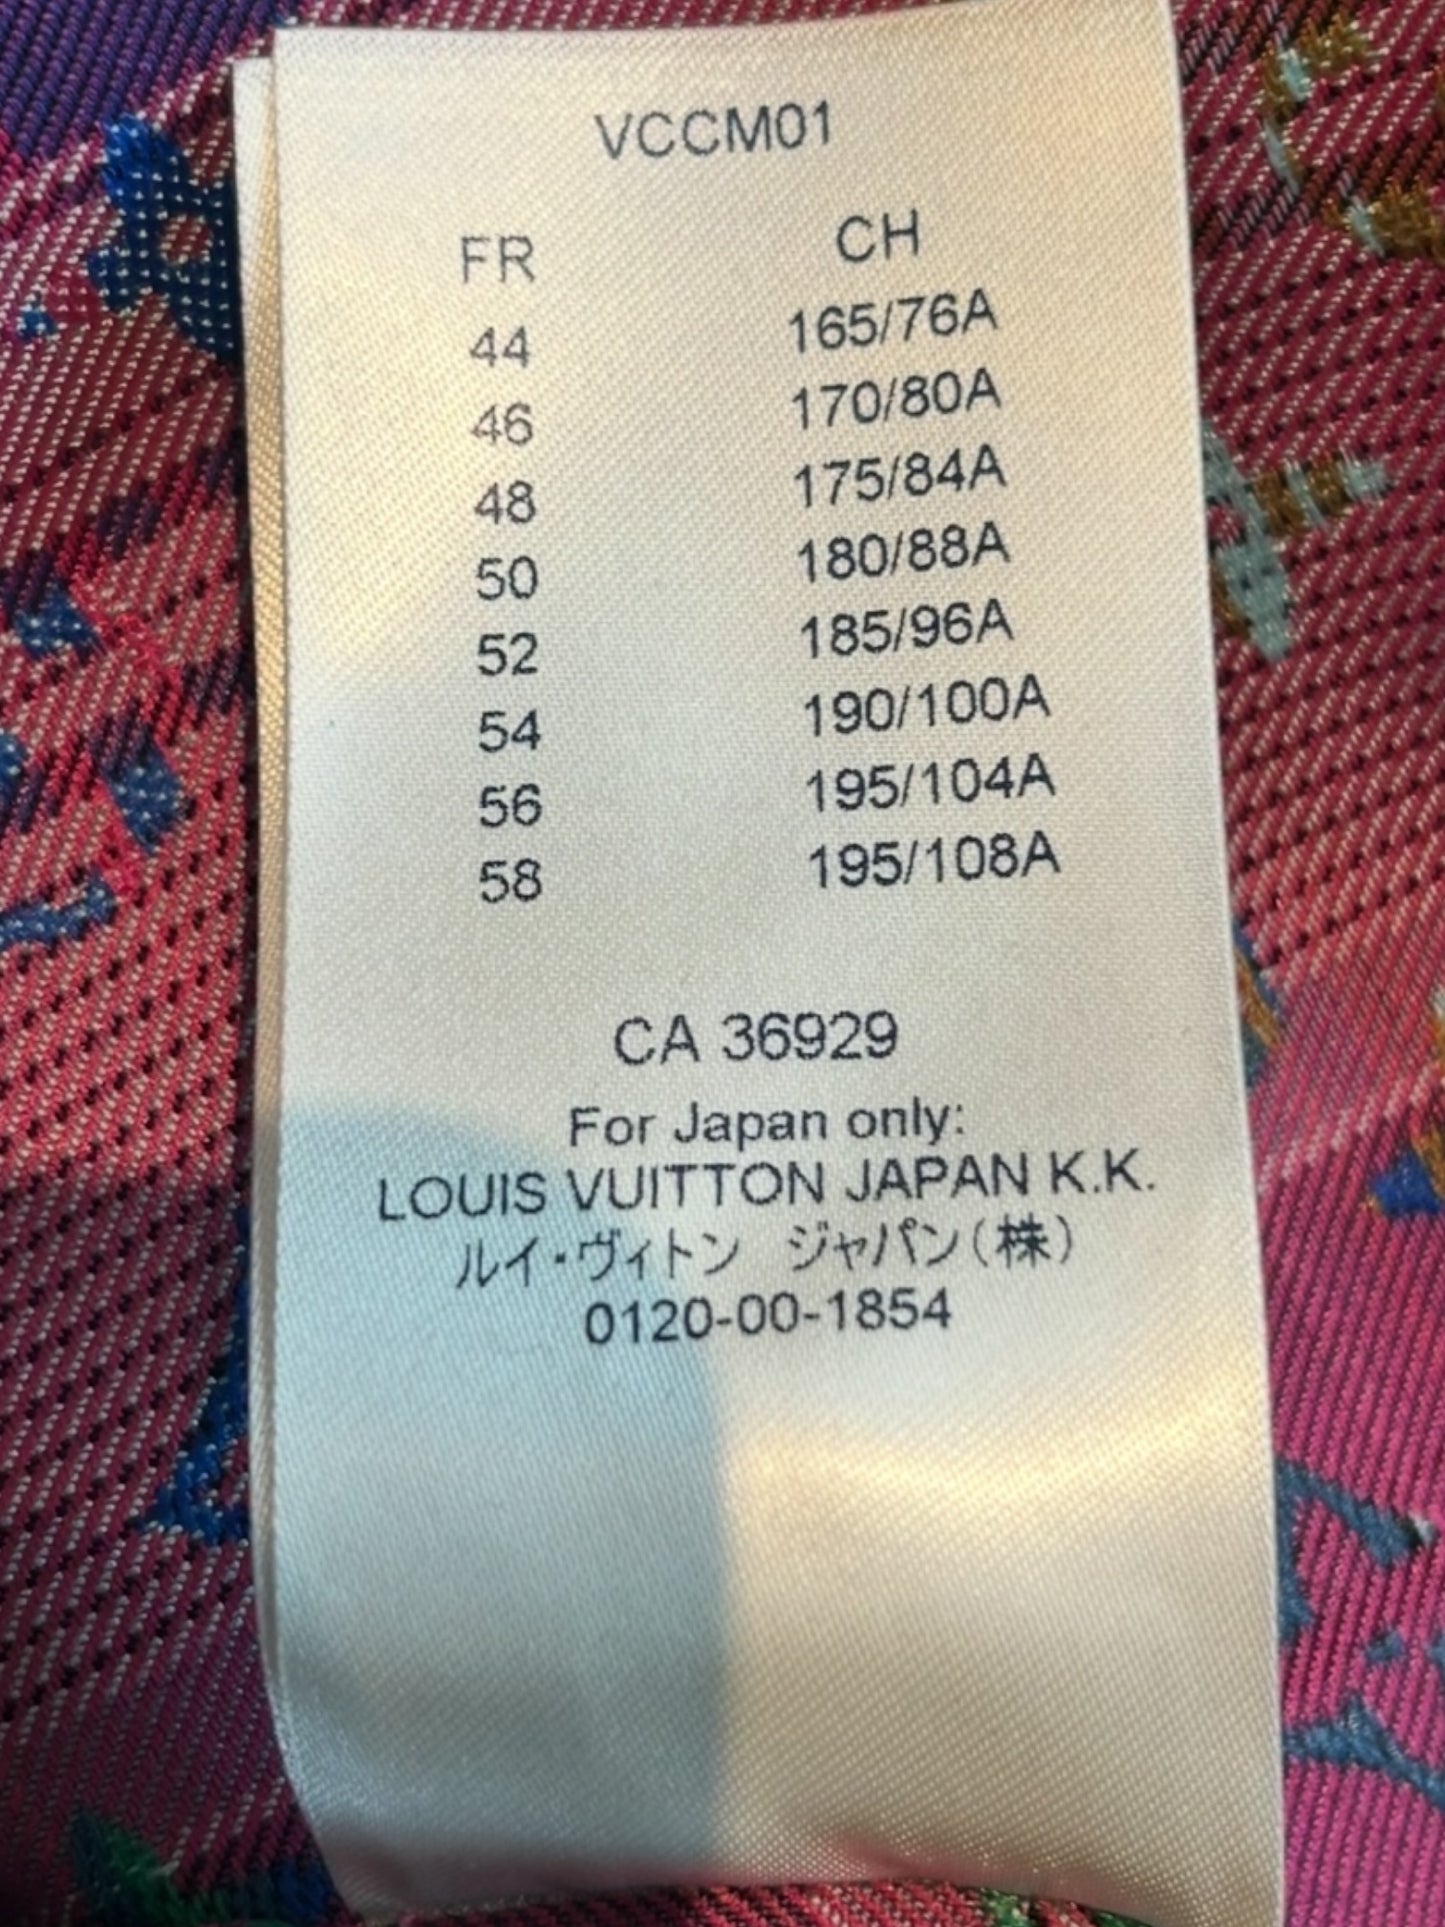 VCCM01
FR CH
44 165/76A
46 170/80A
48 175/84A
50 180/88A
52 185/96A
54 190/100A
56 195/104A
58 195/108A
CA 36929
For Japan only:
LOUIS VUITTON JAPAN K.K.
ルイ・ヴィトン ジャパン(株)
0120-00-1854